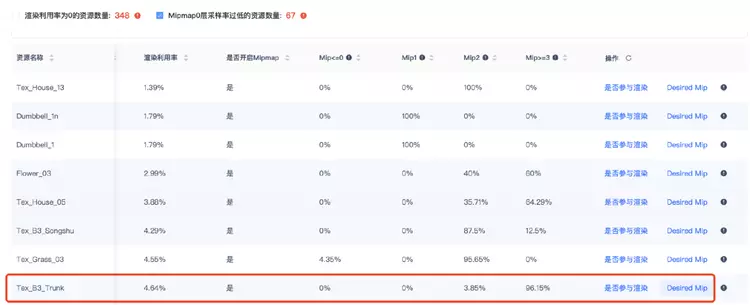 渲染利用率为0的资源数量: 348 Mipmap0层采样率过低的资源数量: 67
资源名称 渲染利用率 是否开启Mipmap Mip<=0 Mip1 Mip2 Mip>=3 操作
Tex_House_13 1.39% 是 0% 0% 100% 0% 是否参与渲染 Desired Mip
Dumbbell_1n 1.79% 是 0% 100% 0% 0% 是否参与渲染 Desired Mip
Dumbbell_1 1.79% 是 0% 100% 0% 0% 是否参与渲染 Desired Mip
Flower_03 2.99% 是 0% 0% 40% 60% 是否参与渲染 Desired Mip
Tex_House_05 3.88% 是 0% 0% 35.71% 64.29% 是否参与渲染 Desired Mip
Tex_B3_Songshu 4.29% 是 0% 0% 87.5% 12.5% 是否参与渲染 Desired Mip
Tex_Grass_03 4.55% 是 4.35% 0% 95.65% 0% 是否参与渲染 Desired Mip
Tex_B3_Trunk 4.64% 是 0% 0% 3.85% 96.15% 是否参与渲染 Desired Mip